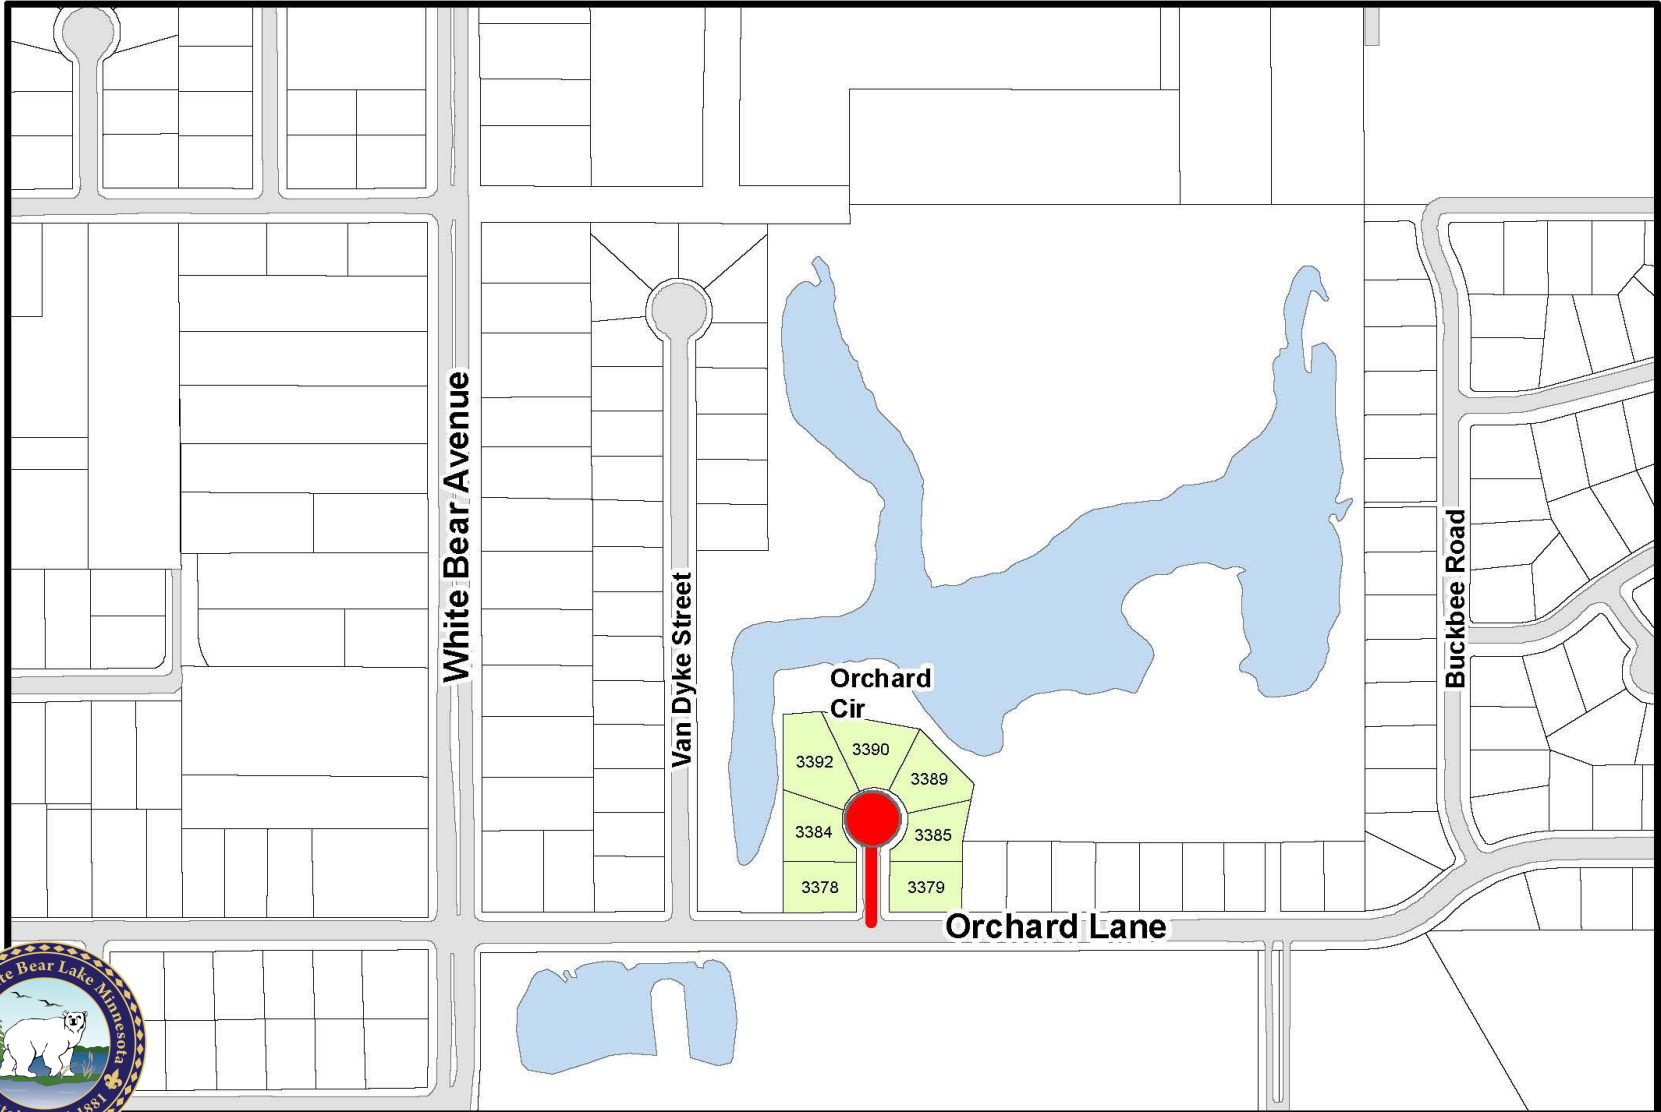 White Bear Avenue
Van Dyke Street
Buckbee Road
Orchard
Cir
3392
3390
3389
3384
3385
3378
3379
Orchard Lane
Bear Lake Minnesota
1881